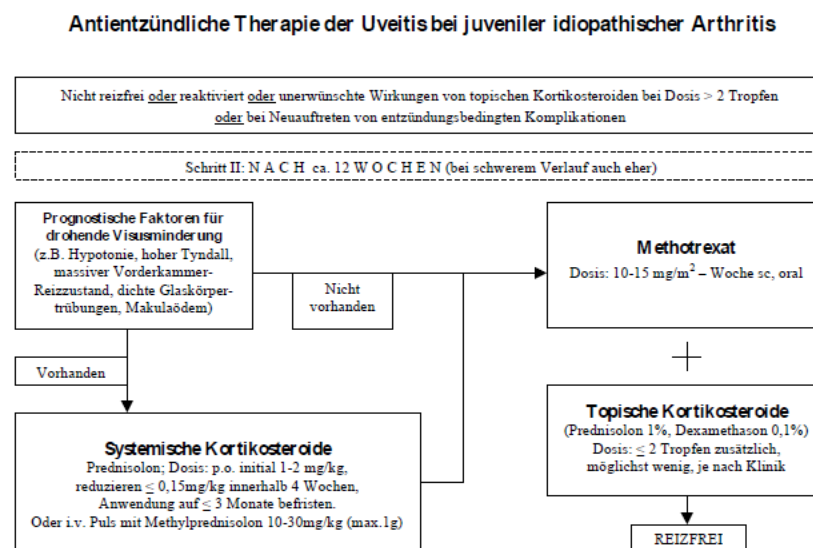 Antientzündliche Therapie der Uveitis bei juveniler idiopathischer Arthritis
Nicht reizfrei oder reaktiviert oder unerwünschte Wirkungen von topischen Kortikosteroiden bei Dosis > 2 Tropfen
oder bei Neuauftreten von entzündungsbedingten Komplikationen
Schritt II: N A C H ca. 12 W O C H E N (bei schwerem Verlauf auch eher)
Prognostische Faktoren für
drohende Visusminderung
(z.B. Hypotonie, hoher Tyndall,
massiver Vorderkammer-
Reizzustand, dichte Glaskörper-
trübungen, Makulaödem)
Nicht
vorhanden
Methotrexat
Dosis: 10-15 mg/m² – Woche sc, oral
Vorhanden
Systemische Kortikosteroide
Prednisolon; Dosis: p.o. initial 1-2 mg/kg,
reduzieren ≤ 0,15mg/kg innerhalb 4 Wochen,
Anwendung auf ≤ 3 Monate befristen.
Oder i.v. Puls mit Methylprednisolon 10-30mg/kg (max.1g)
Topische Kortikosteroide
(Prednisolon 1%, Dexamethason 0,1%)
Dosis: ≤ 2 Tropfen zusätzlich,
möglichst wenig, je nach Klinik
REIZFREI